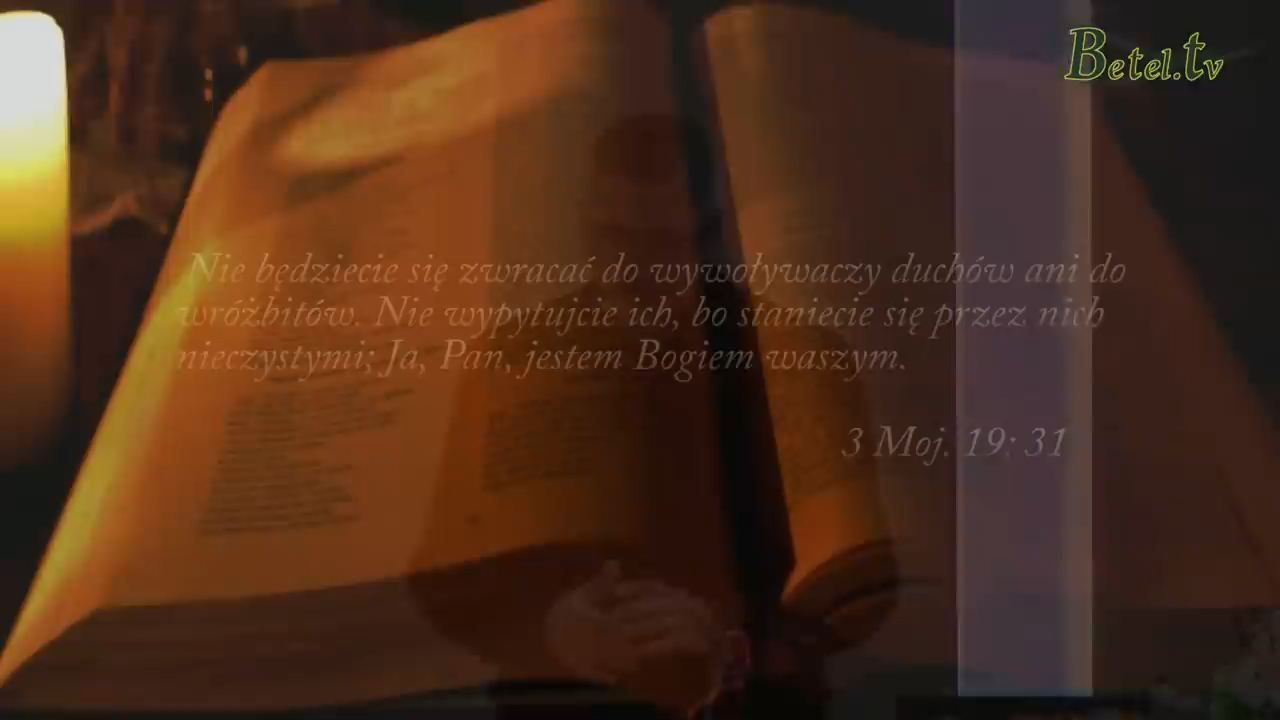 Betel.tv
Nie będziecie się zwracać do wywoływaczy duchów ani do
wróżbitów. Nie wypytujcie ich, bo staniecie się przez nich
nieczystymi; Ja, Pan, jestem Bogiem waszym.
3 Moj. 19: 31